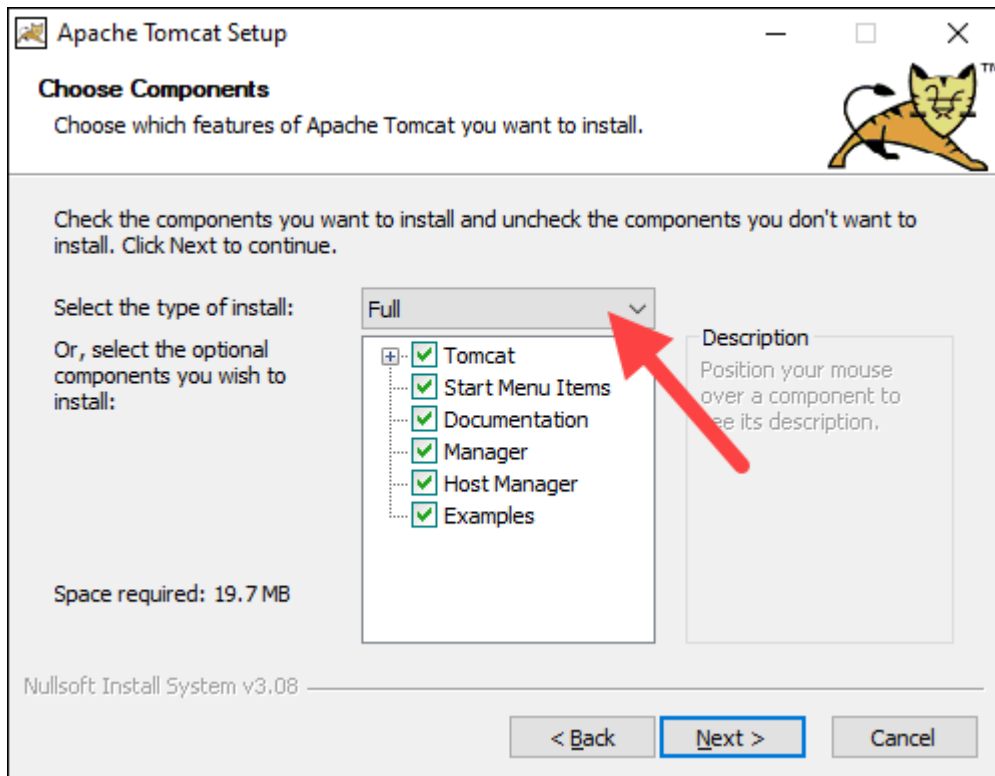 Apache Tomcat Setup
TM
Choose Components
Choose which features of Apache Tomcat you want to install.
Check the components you want to install and uncheck the components you don't want to
install. Click Next to continue.
Select the type of install:
Full
Or, select the optional
components you wish to
install:
Tomcat
Start Menu Items
Documentation
Manager
Host Manager
Examples
Description
Position your mouse
over a component to
see its description.
Space required: 19.7 MB
Nullsoft Install System v3.08
< Back
Next >
Cancel